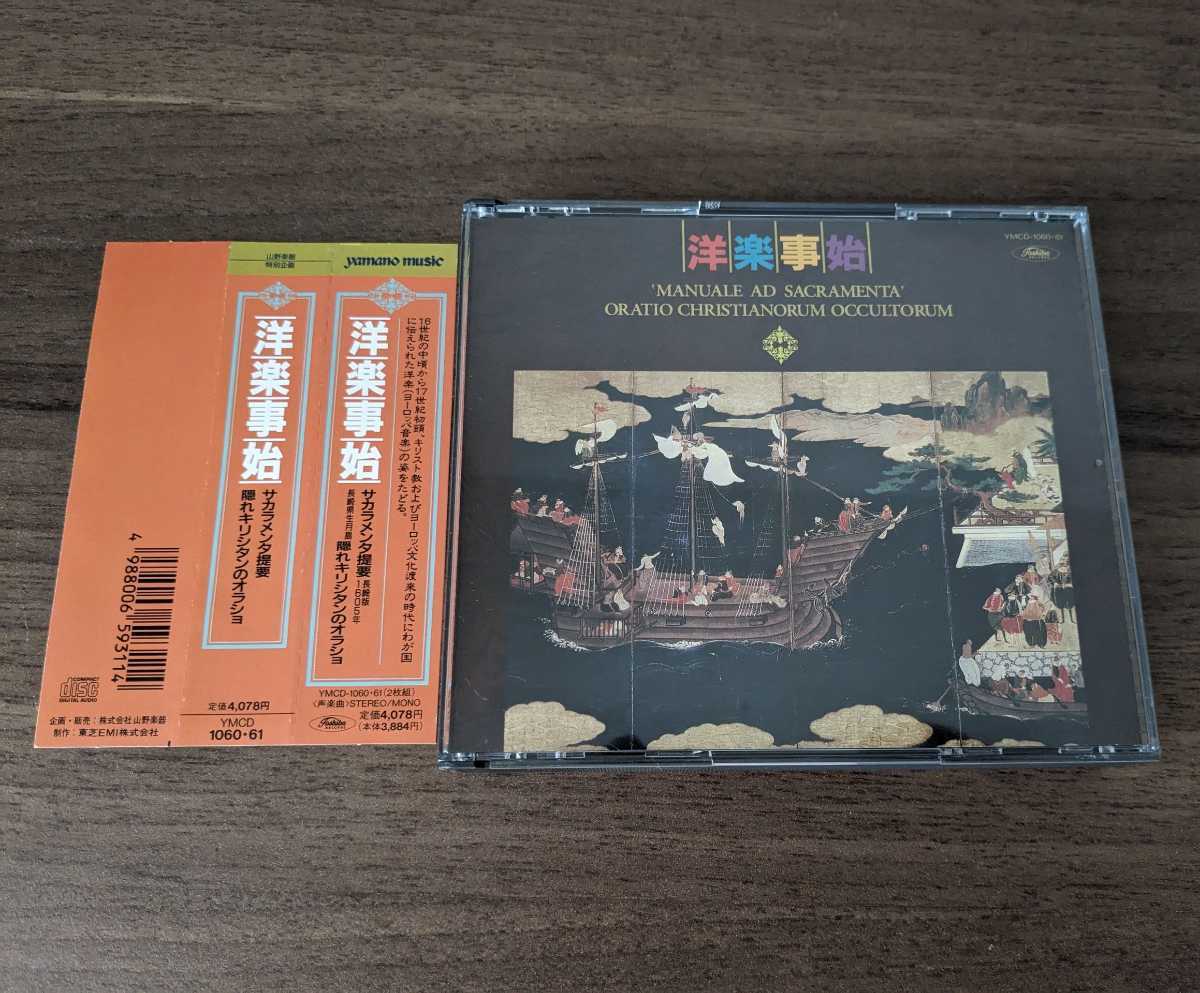 4 988006 593114
COMPACT
disc
DIGITAL AUDIO
企画・販売：株式会社山野楽器
制作：東芝EMI株式会社
山野楽器
特別企画
洋楽事始
サカラメンタ提要
隠れキリシタンのオラショ
定価4,078円
YMCD
1060・61
yamano music
16世紀の中頃から17世紀初頭、キリスト教およびヨーロッパ文化渡来の時代にわが国
に伝えられた洋楽(ヨーロッパ音楽)の姿をたどる。
洋楽事始
サカラメンタ提要 長崎版 1605年
長崎県生月島 隠れキリシタンのオラショ
YMCD-1060・61(2枚組)
〈声楽曲〉STEREO/MONO
Toshiba
RECORDS
定価4,078円
(本体3,884円)
洋楽事始
YMCD-1060・61
Toshiba
RECORDS
'MANUALE AD SACRAMENTA'
ORATIO CHRISTIANORUM OCCULTORUM